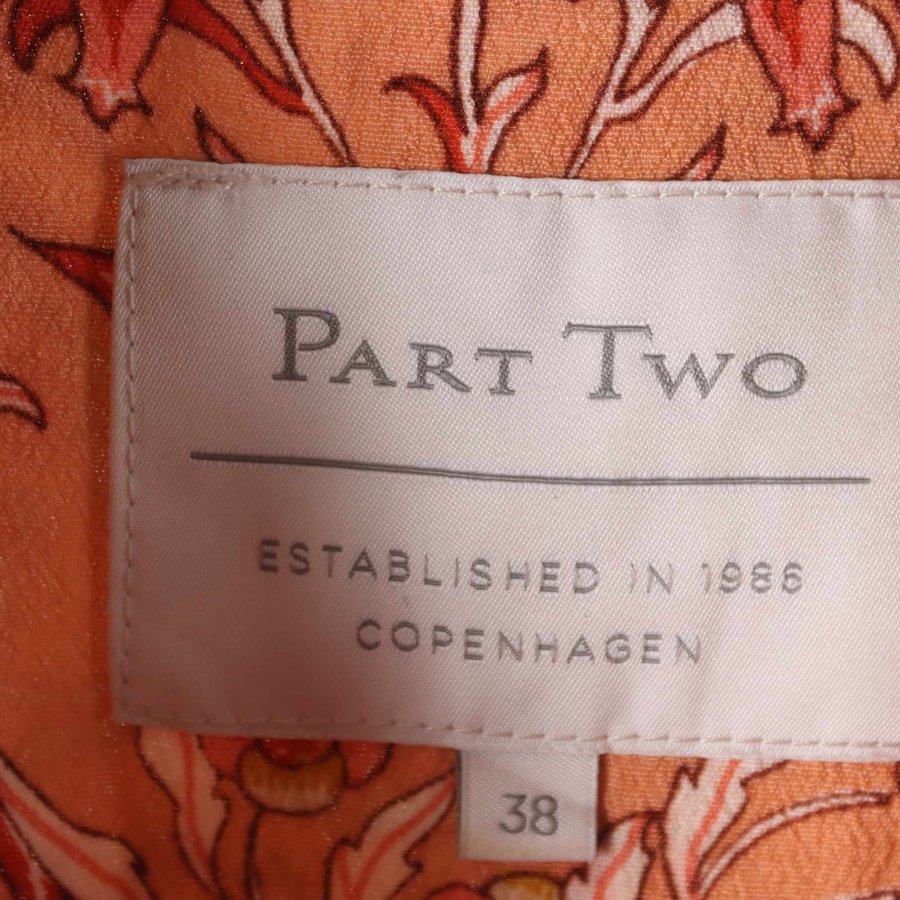 PART TWO
ESTABLISHED IN 1986
COPENHAGEN
38